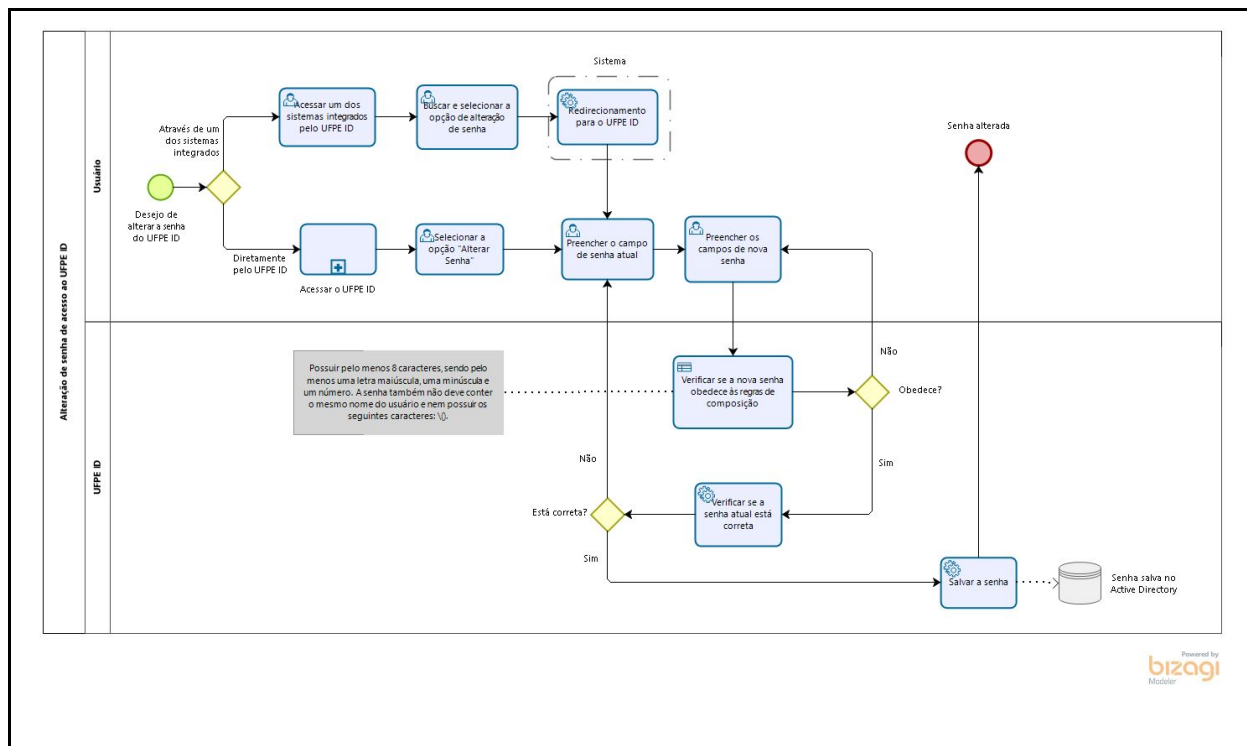 Alteração de senha de acesso ao UFPE ID
Usuário
Sistema
Acessar um dos
sistemas integrados
pelo UFPE ID
Buscar e selecionar a
opção de alteração
de senha
Redirecionamento
para o UFPE ID
Através de um
dos sistemas
integrados
Senha alterada
Desejo de
alterar a senha
do UFPE ID
Diretamente
pelo UFPE ID
Acessar o UFPE ID
Selecionar a
opção "Alterar
Senha"
Preencher o campo
de senha atual
Preencher os
campos de nova
senha
UFPE ID
Possuir pelo menos 8 caracteres, sendo pelo
menos uma letra maiúscula, uma minúscula e
um número. A senha também não deve conter
o mesmo nome do usuário e nem possuir os
seguintes caracteres: \().
Verificar se a nova senha
obedece às regras de
composição
Não
Obedece?
Sim
Não
Está correta?
Sim
Verificar se a
senha atual está
correta
Salvar a senha
Senha salva no
Active Directory
Powered by
bizagi
Modeler